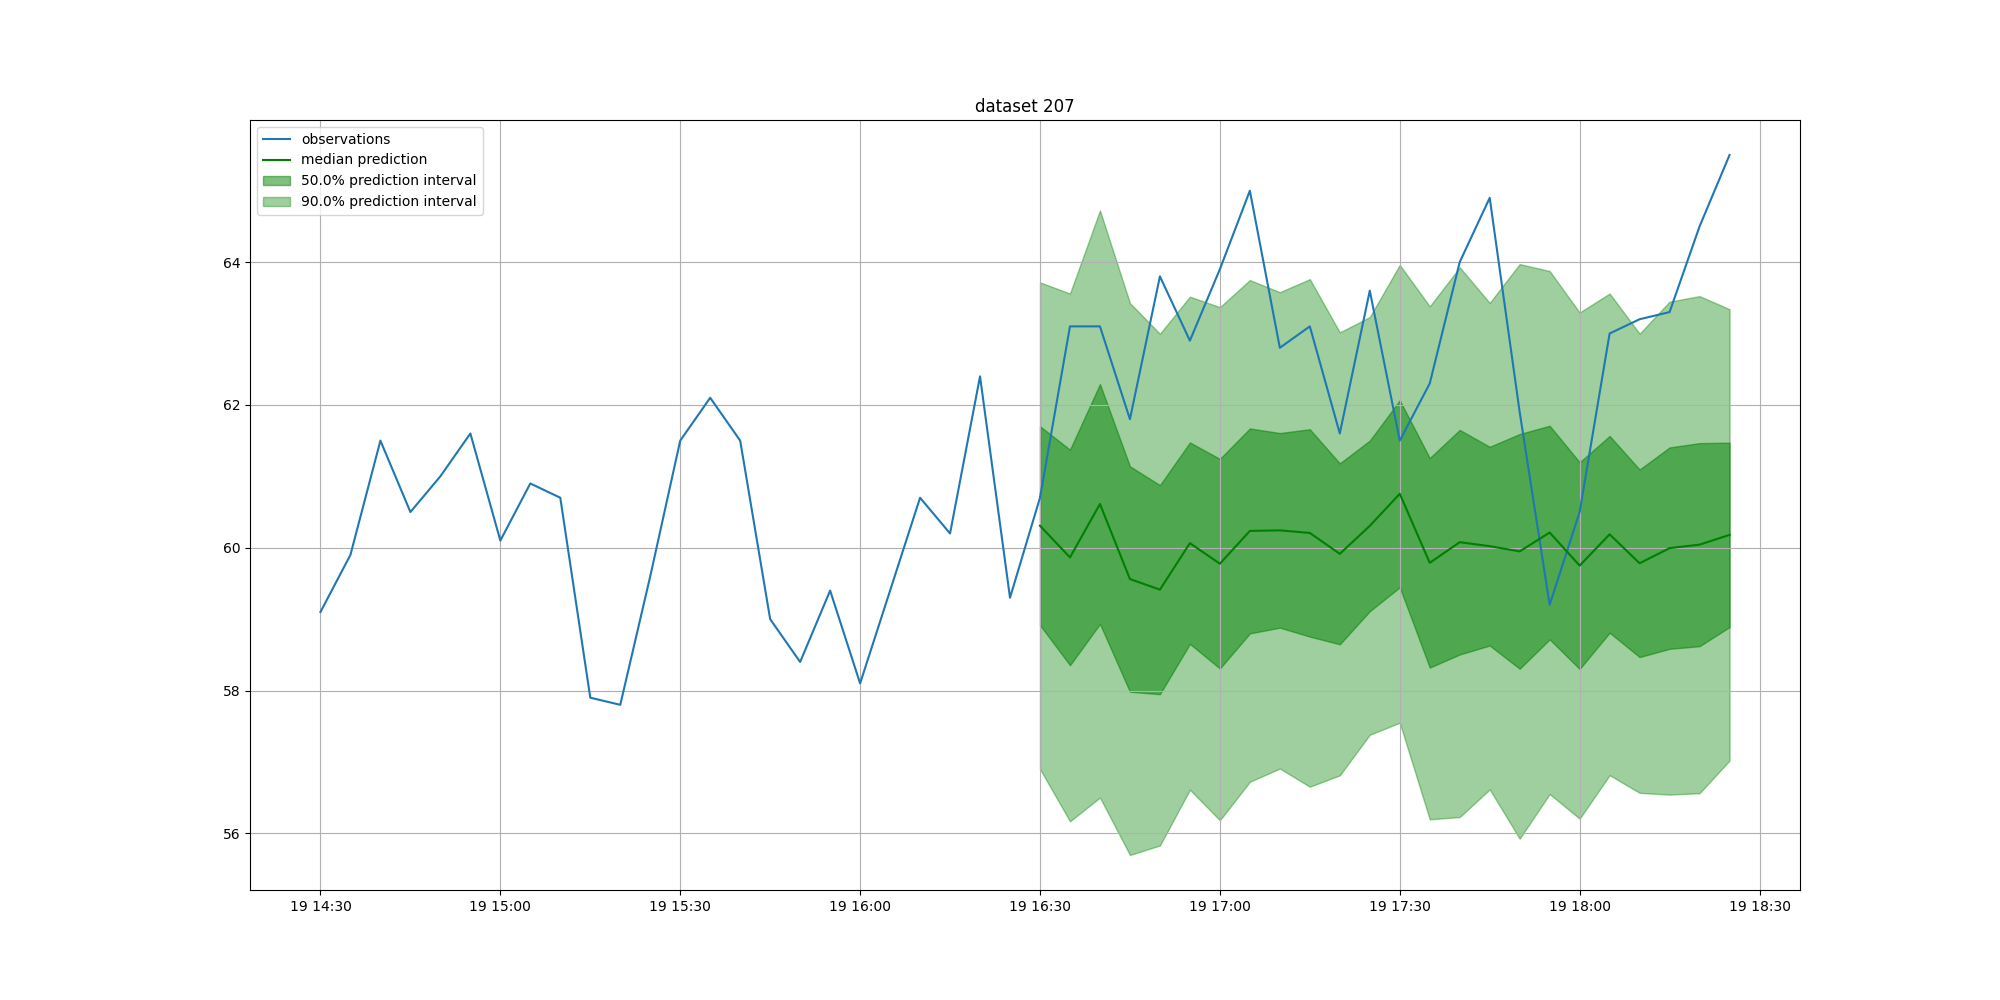 dataset 207
observations
median prediction
50.0% prediction interval
90.0% prediction interval
64
62
60
58
56
19 14:30
19 15:00
19 15:30
19 16:00
19 16:30
19 17:00
19 17:30
19 18:00
19 18:30